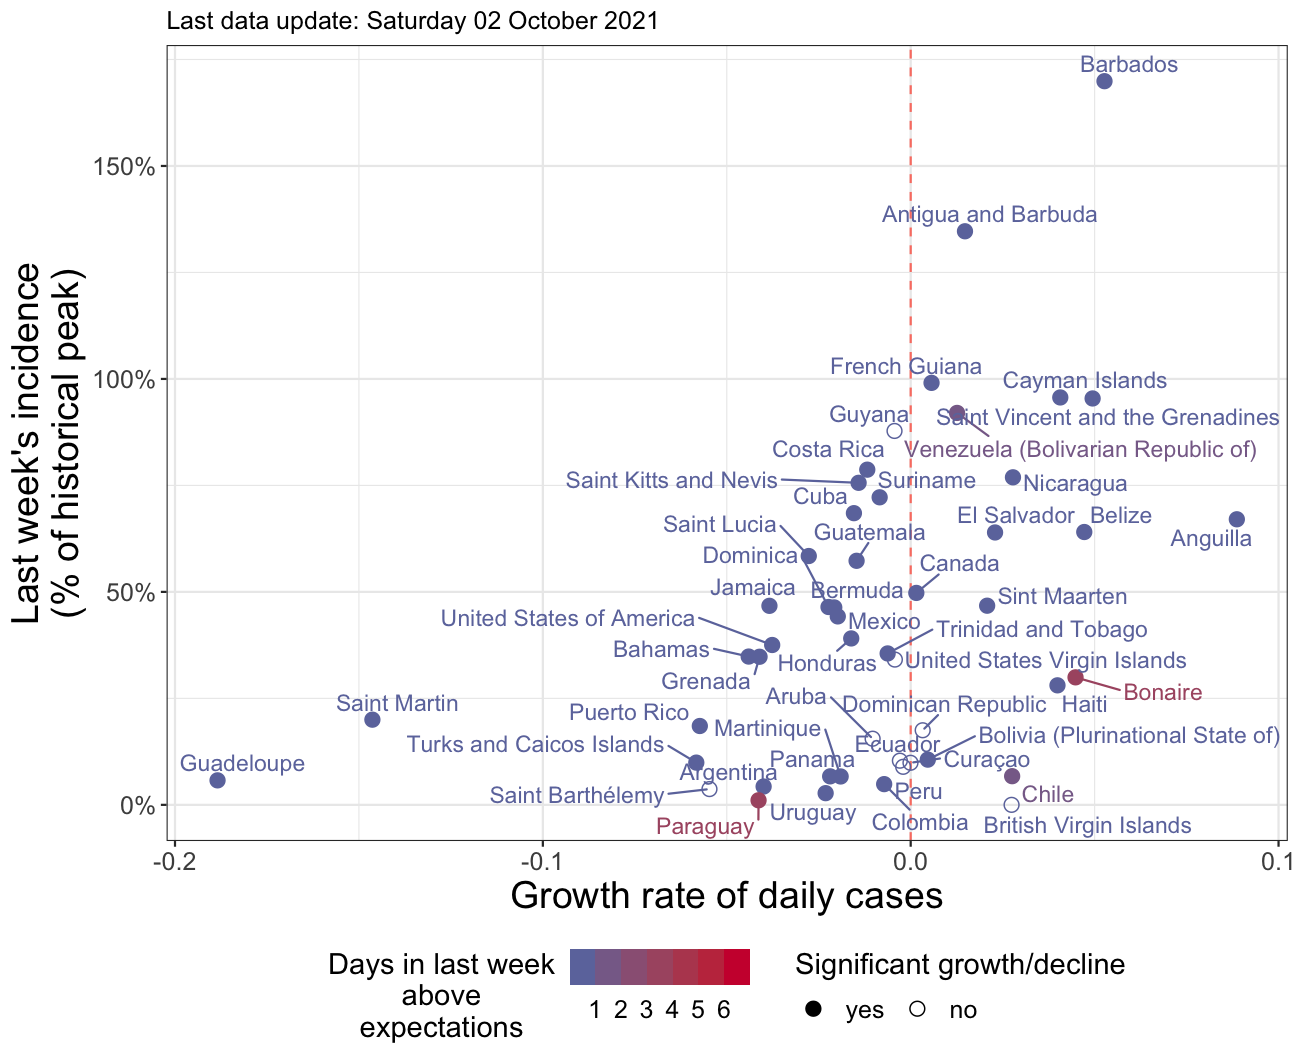 Last data update: Saturday 02 October 2021
Last week's incidence
(% of historical peak)
150%
100%
50%
0%
Barbados
Antigua and Barbuda
French Guiana
Cayman Islands
Guyana
Saint Vincent and the Grenadines
Costa Rica
Venezuela (Bolivarian Republic of)
Saint Kitts and Nevis
Suriname
Nicaragua
Cuba
Saint Lucia
Guatemala
El Salvador
Belize
Anguilla
Dominica
Canada
Jamaica
Bermuda
Sint Maarten
United States of America
Mexico
Trinidad and Tobago
Bahamas
Honduras
United States Virgin Islands
Grenada
Bonaire
Aruba
Saint Martin
Dominican Republic
Haiti
Puerto Rico
Martinique
Bolivia (Plurinational State of)
Turks and Caicos Islands
Ecuador
Guadeloupe
Panama
Curaçao
Argentina
Saint Barthélemy
Peru
Chile
Paraguay
Uruguay
Colombia
British Virgin Islands
-0.2
-0.1
0.0
0.1
Growth rate of daily cases
Days in last week
above
expectations
1 2 3 4 5 6
Significant growth/decline
yes
no